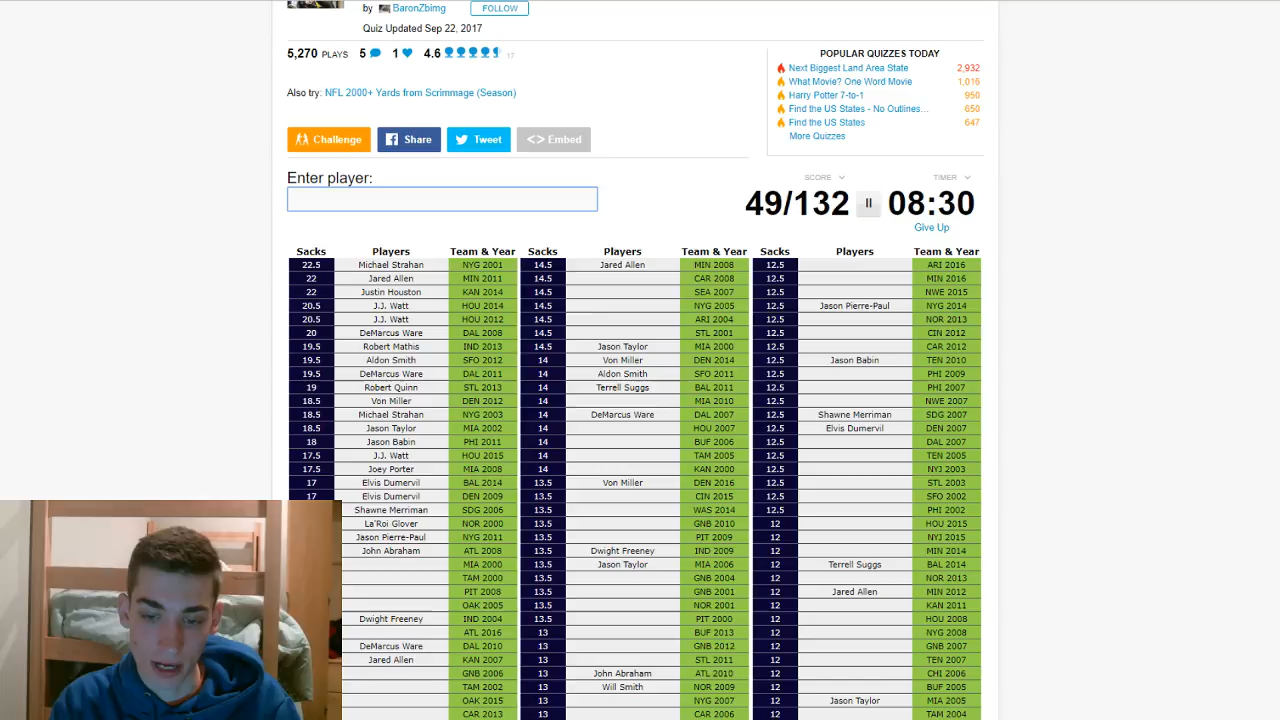 by BaronZbimg FOLLOW
Quiz Updated Sep 22, 2017
5,270 PLAYS 5 1 4.6 17
POPULAR QUIZZES TODAY
Next Biggest Land Area State 2,932
What Movie? One Word Movie 1,016
Harry Potter 7-to-1 950
Find the US States - No Outlines... 650
Find the US States 647
More Quizzes
Also try: NFL 2000+ Yards from Scrimmage (Season)
Challenge Share Tweet <> Embed
Enter player:
SCORE TIMER
49/132 08:30
Give Up
Sacks Players Team & Year Sacks Players Team & Year Sacks Players Team & Year
22.5 Michael Strahan NYG 2001 14.5 Jared Allen MIN 2008 12.5 ARI 2016
22 Jared Allen MIN 2011 14.5 CAR 2008 12.5 MIN 2016
22 Justin Houston KAN 2014 14.5 SEA 2007 12.5 NWE 2015
20.5 J.J. Watt HOU 2014 14.5 NYG 2005 12.5 Jason Pierre-Paul NYG 2014
20.5 J.J. Watt HOU 2012 14.5 ARI 2004 12.5 NOR 2013
20 DeMarcus Ware DAL 2008 14.5 STL 2001 12.5 CIN 2012
19.5 Robert Mathis IND 2013 14.5 Jason Taylor MIA 2000 12.5 CAR 2012
19.5 Aldon Smith SFO 2012 14 Von Miller DEN 2014 12.5 Jason Babin TEN 2010
19.5 DeMarcus Ware DAL 2011 14 Aldon Smith SFO 2011 12.5 PHI 2009
19 Robert Quinn STL 2013 14 Terrell Suggs BAL 2011 12.5 PHI 2007
18.5 Von Miller DEN 2012 14 MIA 2010 12.5 NWE 2007
18.5 Michael Strahan NYG 2003 14 DeMarcus Ware DAL 2007 12.5 Shawne Merriman SDG 2007
18.5 Jason Taylor MIA 2002 14 HOU 2007 12.5 Elvis Dumervil DEN 2007
18 Jason Babin PHI 2011 14 BUF 2006 12.5 DAL 2007
17.5 J.J. Watt HOU 2015 14 TAM 2005 12.5 TEN 2005
17.5 Joey Porter MIA 2008 14 KAN 2000 12.5 NYJ 2003
17 Elvis Dumervil BAL 2014 13.5 Von Miller DEN 2016 12.5 STL 2003
17 Elvis Dumervil DEN 2009 13.5 CIN 2015 12.5 SFO 2002
Shawne Merriman SDG 2006 13.5 WAS 2014 12.5 PHI 2002
La'Roi Glover NOR 2000 13.5 GNB 2010 12 HOU 2015
Jason Pierre-Paul NYG 2011 13.5 PIT 2009 12 NYJ 2015
John Abraham ATL 2008 13.5 Dwight Freeney IND 2009 12 MIN 2014
MIA 2000 13.5 Jason Taylor MIA 2006 12 Terrell Suggs BAL 2014
TAM 2000 13.5 GNB 2004 12 NOR 2013
PIT 2008 13.5 GNB 2001 12 Jared Allen MIN 2012
OAK 2005 13.5 NOR 2001 12 KAN 2011
Dwight Freeney IND 2004 13.5 PIT 2000 12 HOU 2008
ATL 2016 13 BUF 2013 12 NYG 2008
DeMarcus Ware DAL 2010 13 GNB 2012 12 GNB 2007
Jared Allen KAN 2007 13 STL 2011 12 TEN 2007
GNB 2006 13 John Abraham ATL 2010 12 CHI 2006
TAM 2002 13 Will Smith NOR 2009 12 BUF 2005
OAK 2015 13 NYG 2007 12 Jason Taylor MIA 2005
CAR 2013 13 CAR 2006 12 TAM 2004